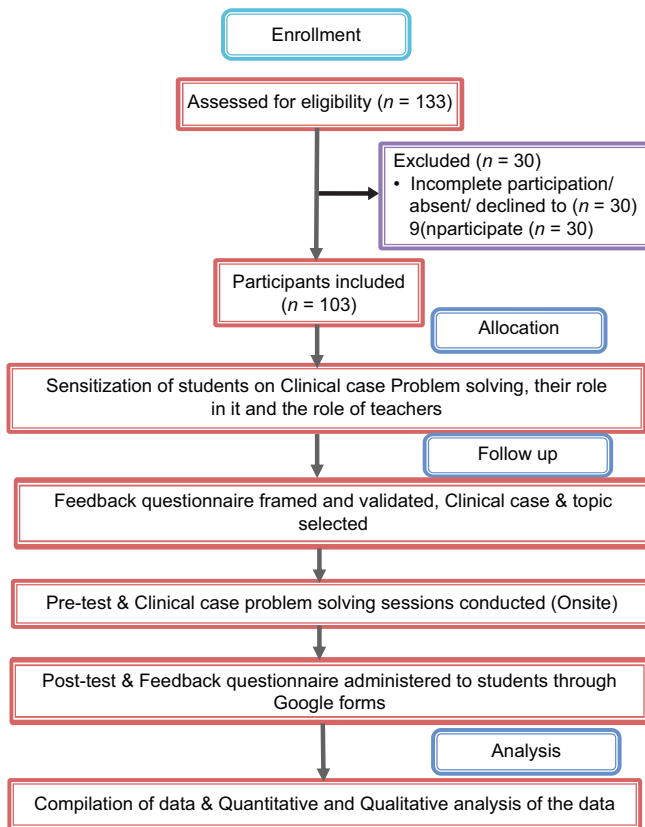 Enrollment
Assessed for eligibility (n = 133)
Excluded (n = 30)
• Incomplete participation/
absent/ declined to (n = 30)
9(nparticipate (n = 30)
Participants included
(n = 103)
Allocation
Sensitization of students on Clinical case Problem solving, their role
in it and the role of teachers
Follow up
Feedback questionnaire framed and validated, Clinical case & topic
selected
Pre-test & Clinical case problem solving sessions conducted (Onsite)
Post-test & Feedback questionnaire administered to students through
Google forms
Analysis
Compilation of data & Quantitative and Qualitative analysis of the data